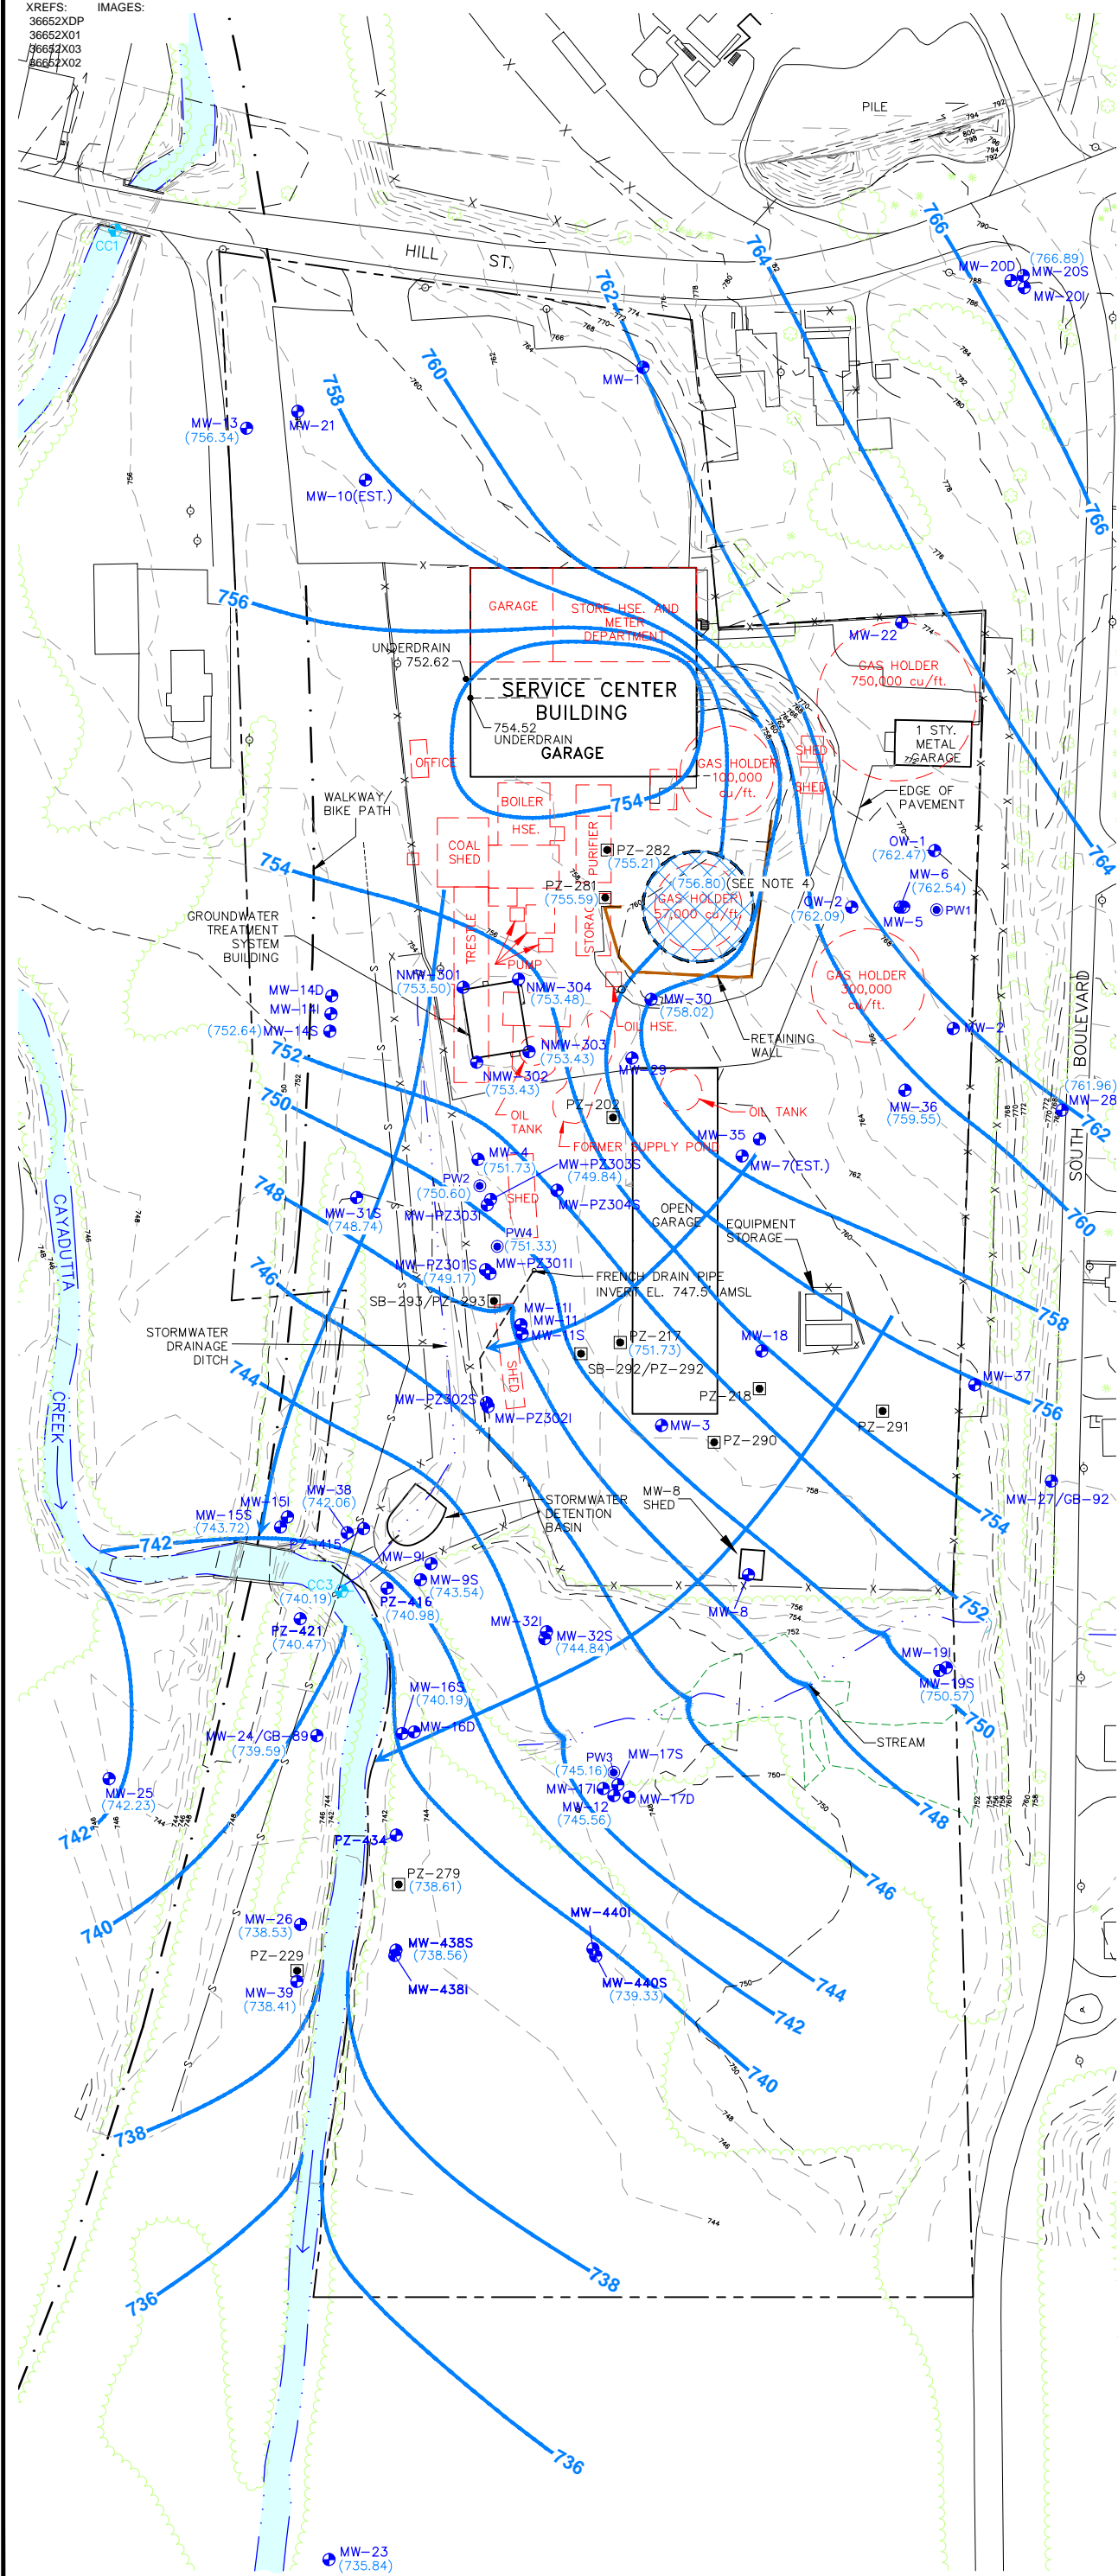 XREFS: IMAGES:
36652XDP
36652X01
36652X03
86652X02
PILE
792
794
800
798
796
794
792
790
766
CC1
HILL ST.
764
762
MW-20D
(766.89)
MW-20S
MW-20I
788
786
784
782
780
778
776
760
758
MW-1
MW-13
(756.34)
MW-21
MW-10(EST.)
766
756
GARAGE
STORE HSE. AND
METER
DEPARTMENT
UNDERDRAIN
752.62
SERVICE CENTER
BUILDING
GARAGE
754.52
UNDERDRAIN
MW-22
774
GAS HOLDER
750,000 cu/ft.
1 STY.
METAL
GARAGE
772
OFFICE
GAS HOLDER
100,000
cu/ft.
SHED
SHED
EDGE OF
PAVEMENT
770
WALKWAY/
BIKE PATH
BOILER
HSE.
754
COAL
SHED
PURIFIER
PZ-282
(755.21)
OW-1
(762.47)
764
754
MW-6
(762.54)
PZ-281
(755.59)
(756.80)
(SEE NOTE 4)
GAS HOLDER
57,000 cu/ft.
OW-2
(762.09)
MW-5
PW1
GROUNDWATER
TREATMENT
SYSTEM
BUILDING
TRESTLE
PUMP
GAS HOLDER
300,000
cu/ft.
MW-14D
MW-14I
(752.64)
MW-14S
NMW-301
(753.50)
NMW-304
(753.48)
MW-30
(758.02)
OIL HSE.
RETAINING
WALL
MW-2
752
NMW-303
(753.43)
NMW-302
(753.43)
MW-29
SOUTH BOULEVARD
(761.96)
MW-28
762
750
OIL
TANK
PZ-202
OIL TANK
MW-36
(759.55)
FORMER SUPPLY POND
MW-35
MW-7(EST.)
MW-4
(751.73)
MW-PZ303S
(749.84)
748
PW2
(750.60)
SHED
MW-31S
(748.74)
MW-PZ303I
MW-PZ304S
OPEN
GARAGE
EQUIPMENT
STORAGE
760
CAYADUTTA
CREEK
PW4
(751.33)
MW-PZ301S
(749.17)
MW-PZ301I
746
FRENCH DRAIN PIPE
INVERT EL. 747.5' AMSL
SB-293/PZ-293
758
STORMWATER
DRAINAGE
DITCH
MW-11I
MW-11
MW-11S
PZ-217
(751.73)
MW-18
SB-292/PZ-292
744
SHED
MW-37
PZ-218
756
MW-PZ302S
MW-PZ302I
MW-3
PZ-290
PZ-291
MW-38
(742.06)
MW-15I
MW-15S
(743.72)
PZ-415
STORMWATER
DETENTION
BASIN
MW-8
SHED
MW-27/GB-92
754
742
MW-9I
MW-9S
(743.54)
CC3
(740.19)
PZ-416
(740.98)
MW-8
752
PZ-421
(740.47)
MW-32I
MW-32S
(744.84)
MW-19I
MW-19S
(750.57)
750
MW-16S
(740.19)
MW-16D
MW-24/GB-89
(739.59)
STREAM
PW3
(745.16)
MW-17S
MW-17I
MW-17D
MW-12
(745.56)
MW-25
(742.23)
748
742
PZ-434
PZ-279
(738.61)
746
740
MW-26
(738.53)
MW-440I
MW-438S
(738.56)
PZ-229
MW-438I
MW-440S
(739.33)
MW-39
(738.41)
744
742
740
738
738
736
736
MW-23
(735.84)